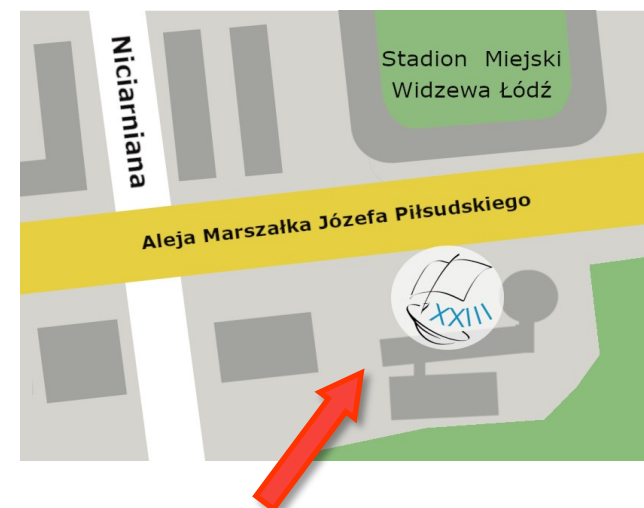 Niciarniana
Stadion Miejski
Widzewa Łódź
Aleja Marszałka Józefa Piłsudskiego
XXIII